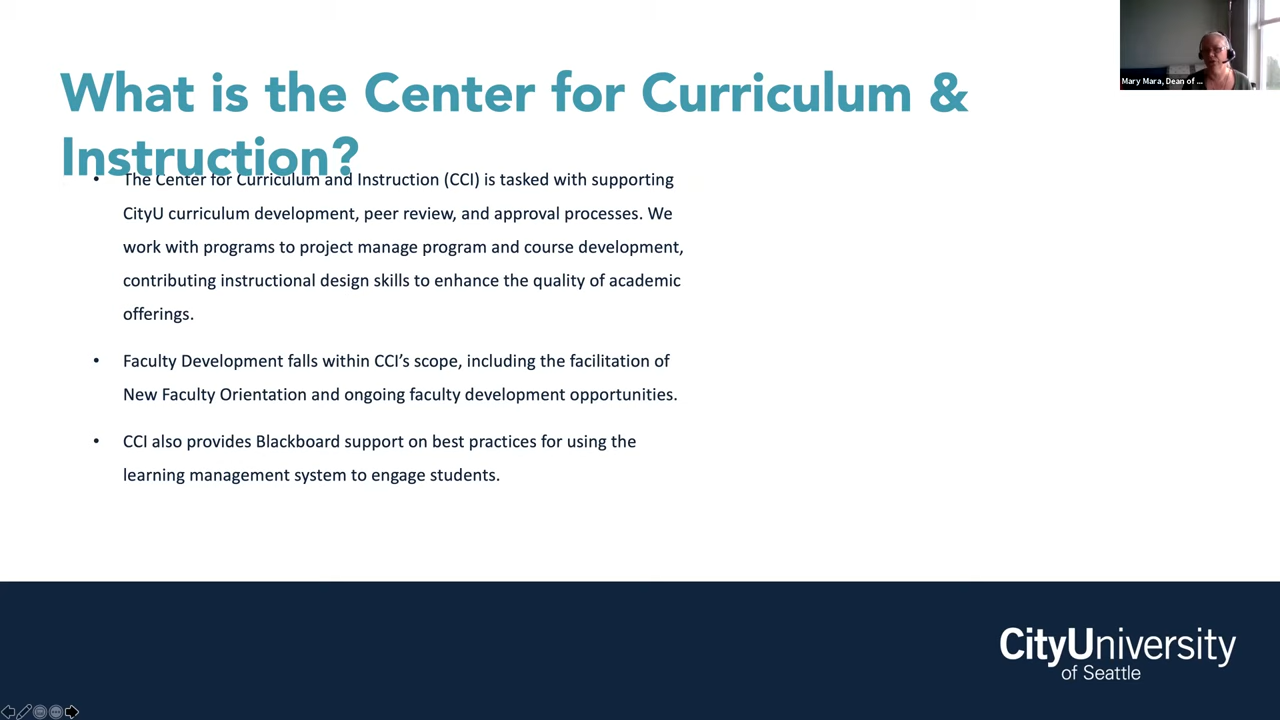 What is the Center for Curriculum &
Instruction?
• The Center for Curriculum and Instruction (CCI) is tasked with supporting
CityU curriculum development, peer review, and approval processes. We
work with programs to project manage program and course development,
contributing instructional design skills to enhance the quality of academic
offerings.
• Faculty Development falls within CCI’s scope, including the facilitation of
New Faculty Orientation and ongoing faculty development opportunities.
• CCI also provides Blackboard support on best practices for using the
learning management system to engage students.
Mary Mara, Dean of ...
CityUniversity
of Seattle